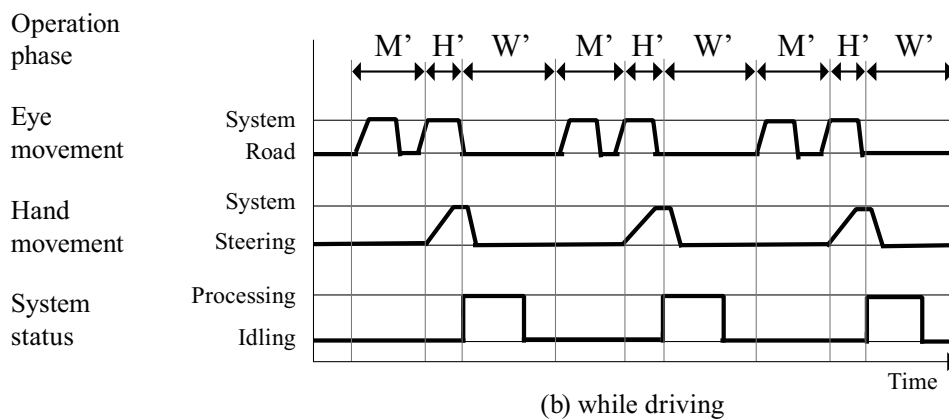 Operation
phase
M’ H’ W’ M’ H’ W’ M’ H’ W’
Eye
movement
System
Road
Hand
movement
System
Steering
System
status
Processing
Idling
Time
(b) while driving